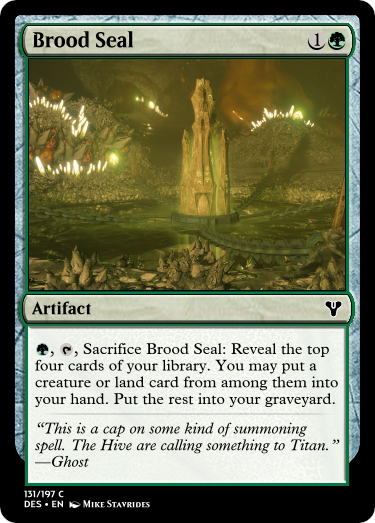 Brood Seal 1
Artifact
, , Sacrifice Brood Seal: Reveal the top
four cards of your library. You may put a
creature or land card from among them into
your hand. Put the rest into your graveyard.
“This is a cap on some kind of summoning
spell. The Hive are calling something to Titan.”
—Ghost
131/197 C
DES • EN Mike Stavrides